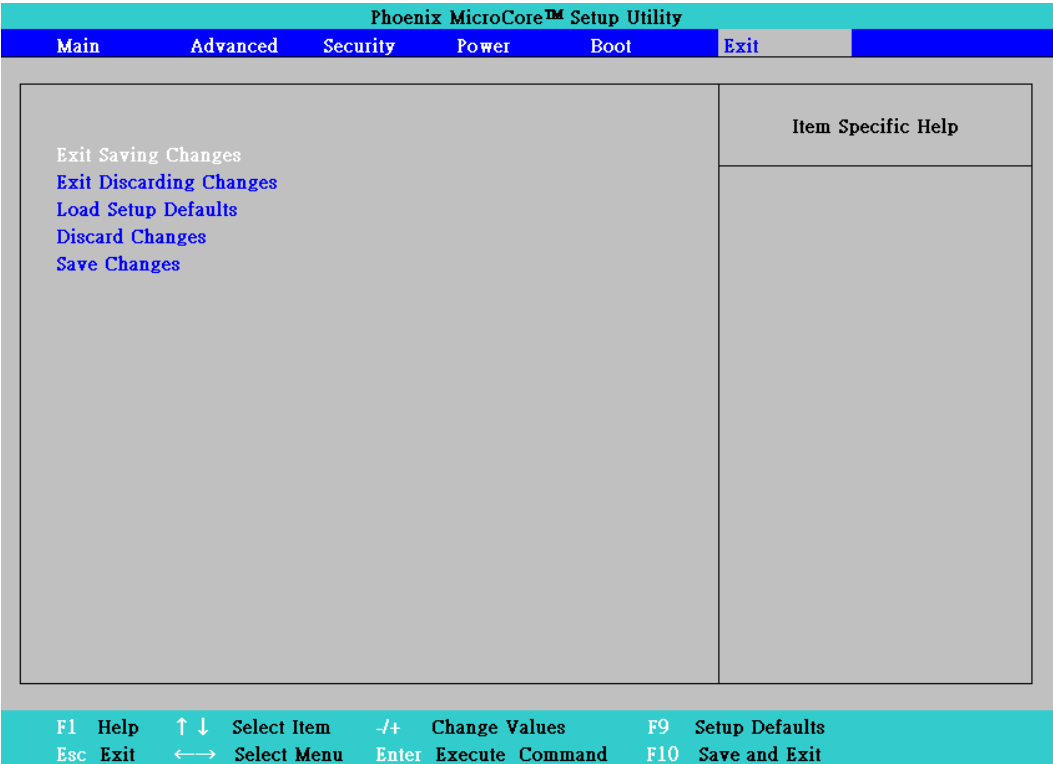 Phoenix MicroCore™ Setup Utility
Main Advanced Security Power Boot Exit
Item Specific Help
Exit Saving Changes
Exit Discarding Changes
Load Setup Defaults
Discard Changes
Save Changes
F1 Help ↑↓ Select Item -/+ Change Values F9 Setup Defaults
Esc Exit ←→ Select Menu Enter Execute Command F10 Save and Exit